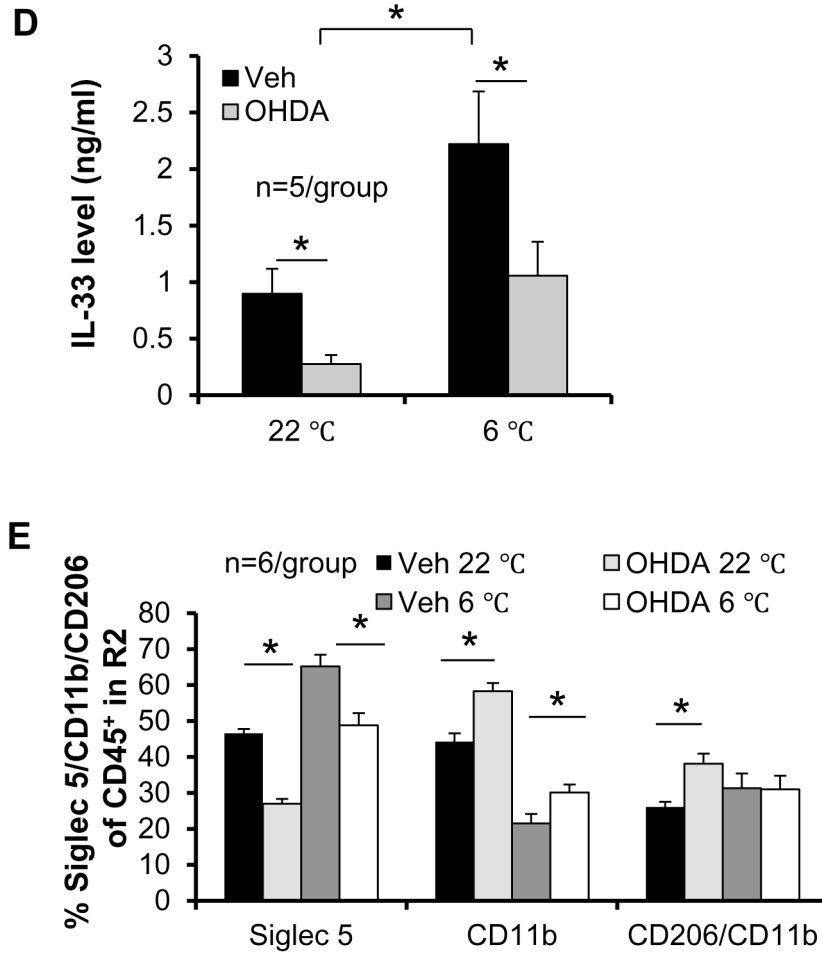 D
*
*
*
3
2.5
2
1.5
1
0.5
0
IL-33 level (ng/ml)
Veh
OHDA
n=5/group
22 ℃
6 ℃
E
n=6/group
Veh 22 ℃
OHDA 22 ℃
Veh 6 ℃
OHDA 6 ℃
% Siglec 5/CD11b/CD206
of CD45⁺ in R2
80
70
60
50
40
30
20
10
0
*
*
*
*
*
Siglec 5
CD11b
CD206/CD11b